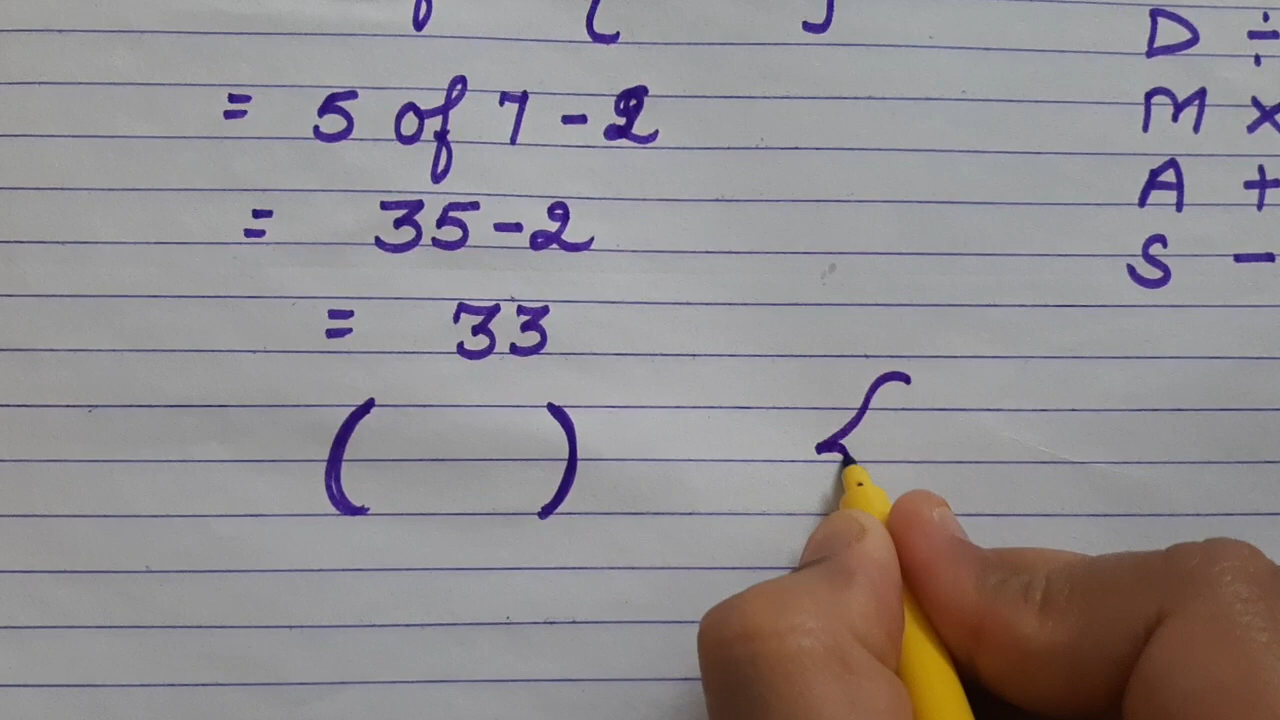 = 5 of 7 - 2
= 35 - 2
= 33
( ) {
D ÷
M ×
A +
S -